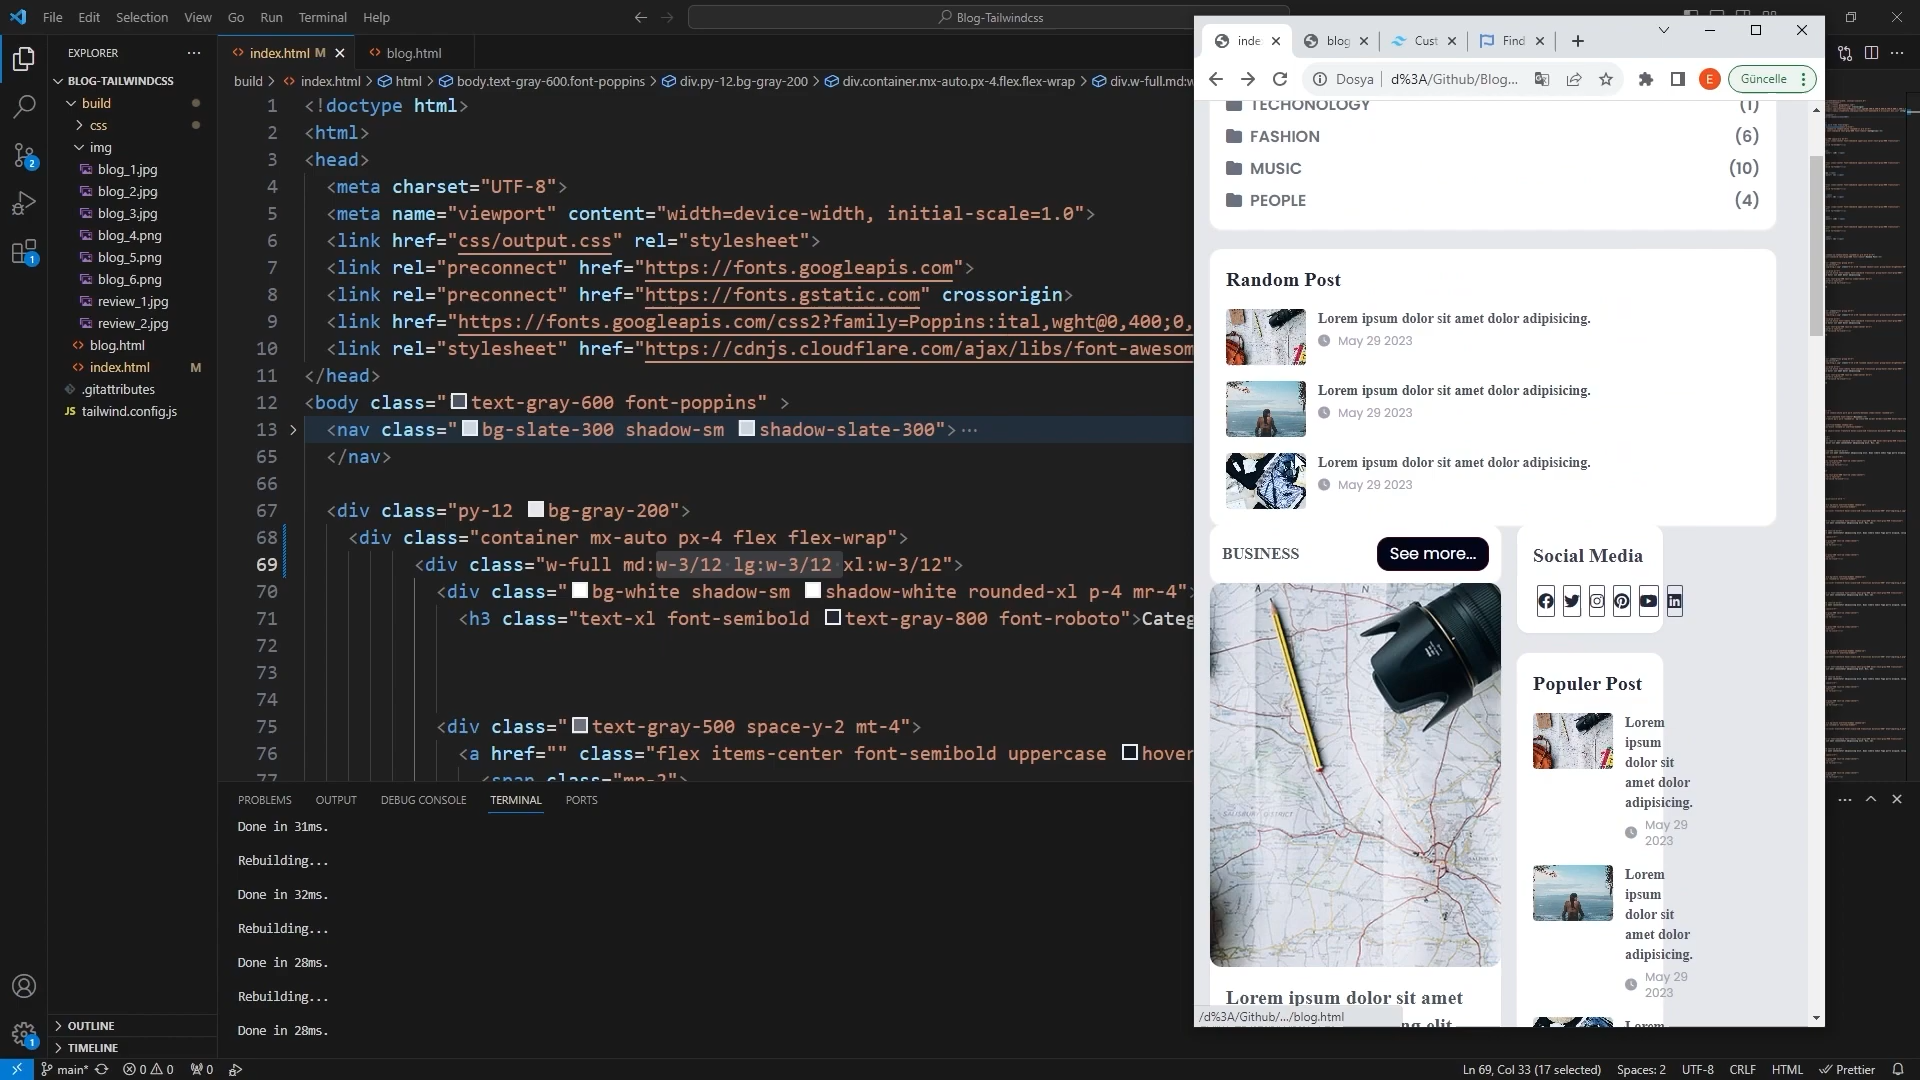 File Edit Selection View Go Run Terminal Help
Blog-Tailwindcss
EXPLORER
BLOG-TAILWINDCSS
build
css
img
blog_1.jpg
blog_2.jpg
blog_3.jpg
blog_4.png
blog_5.png
blog_6.png
review_1.jpg
review_2.jpg
blog.html
index.html M
.gitattributes
JS tailwind.config.js
OUTLINE
TIMELINE
index.html M
blog.html
build > index.html > html > body.text-gray-600.font-poppins > div.py-12.bg-gray-200 > div.container.mx-auto.px-4.flex.flex-wrap > div.w-full.md:w
1 <!doctype html>
2 <html>
3 <head>
4 <meta charset="UTF-8">
5 <meta name="viewport" content="width=device-width, initial-scale=1.0">
6 <link href="css/output.css" rel="stylesheet">
7 <link rel="preconnect" href="https://fonts.googleapis.com">
8 <link rel="preconnect" href="https://fonts.gstatic.com" crossorigin>
9 <link href="https://fonts.googleapis.com/css2?family=Poppins:ital,wght@0,400;0,
10 <link rel="stylesheet" href="https://cdnjs.cloudflare.com/ajax/libs/font-awesom
11 </head>
12 <body class="text-gray-600 font-poppins" >
13 <nav class="bg-slate-300 shadow-sm shadow-slate-300">…
65 </nav>
66
67 <div class="py-12 bg-gray-200">
68 <div class="container mx-auto px-4 flex flex-wrap">
69 <div class="w-full md:w-3/12 lg:w-3/12 xl:w-3/12">
70 <div class="bg-white shadow-sm shadow-white rounded-xl p-4 mr-4"
71 <h3 class="text-xl font-semibold text-gray-800 font-roboto">Categ
72
73
74
75 <div class="text-gray-500 space-y-2 mt-4">
76 <a href="" class="flex items-center font-semibold uppercase hover
77 <span class="mr-2">
PROBLEMS OUTPUT DEBUG CONSOLE TERMINAL PORTS
Done in 31ms.
Rebuilding...
Done in 32ms.
Rebuilding...
Done in 28ms.
Rebuilding...
Done in 28ms.
main* 0 0 0
Ln 69, Col 33 (17 selected) Spaces: 2 UTF-8 CRLF HTML Prettier
2
1
1
inde
blog
Cust
Find
Dosya d%3A/Github/Blog...
E
Güncelle
TECHONOLOGY (1)
FASHION (6)
MUSIC (10)
PEOPLE (4)
Random Post
Lorem ipsum dolor sit amet dolor adipisicing.
May 29 2023
Lorem ipsum dolor sit amet dolor adipisicing.
May 29 2023
Lorem ipsum dolor sit amet dolor adipisicing.
May 29 2023
BUSINESS
See more...
Lorem ipsum dolor sit amet
/d%3A/Github/.../blog.html
Social Media
Populer Post
Lorem
ipsum
dolor sit
amet dolor
adipisicing.
May 29
2023
Lorem
ipsum
dolor sit
amet dolor
adipisicing.
May 29
2023
Lorem